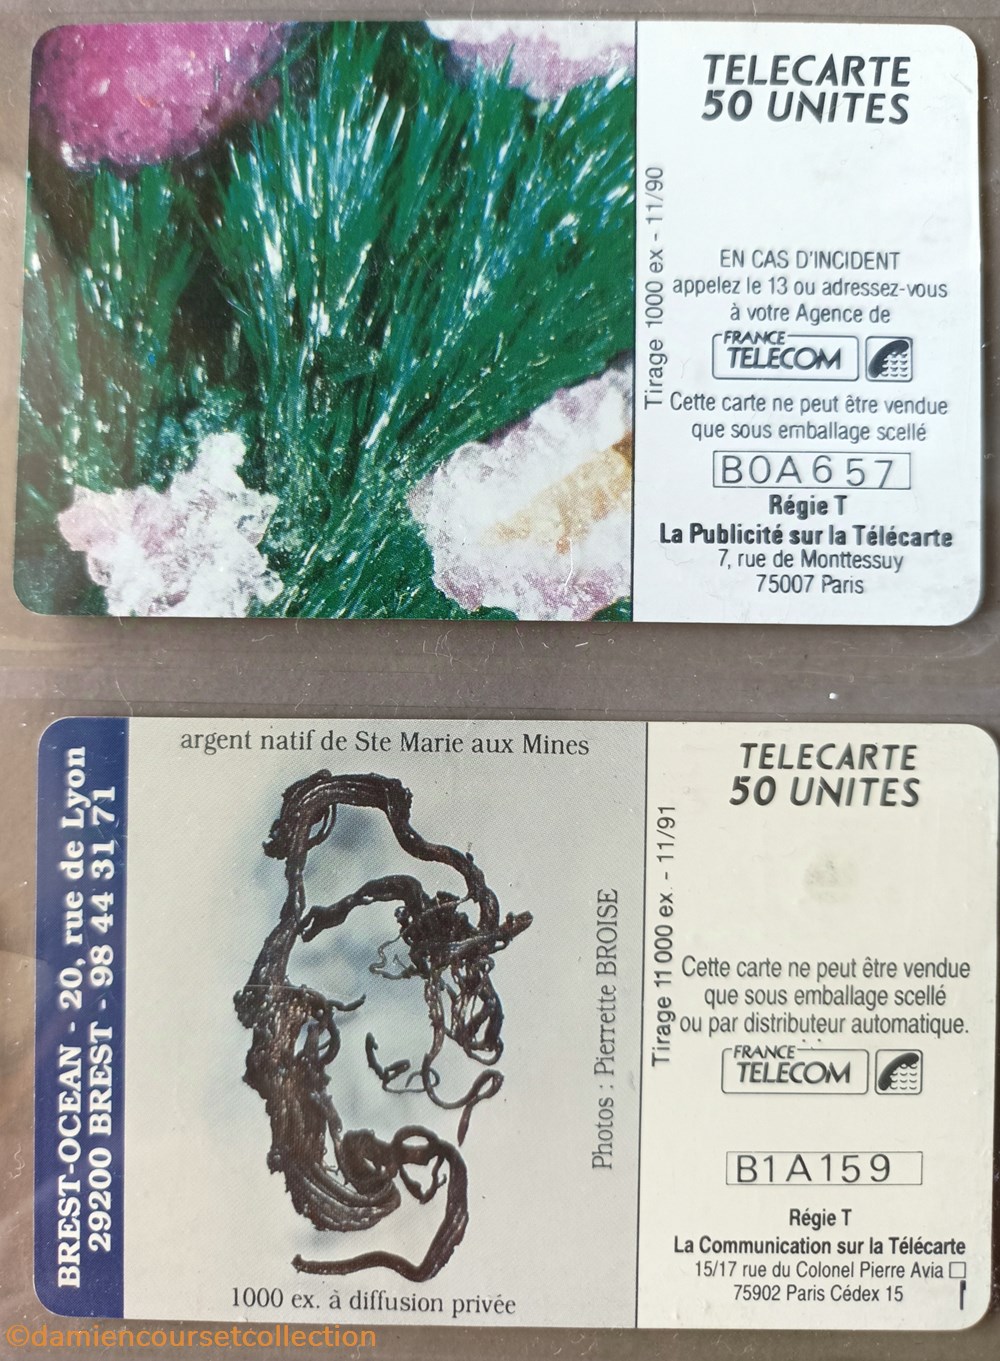 TELECARTE
50 UNITES
Tirage 1000 ex - 11/90
EN CAS D'INCIDENT
appelez le 13 ou adressez-vous
à votre Agence de
FRANCE
TELECOM
Cette carte ne peut être vendue
que sous emballage scellé
B0A657
Régie T
La Publicité sur la Télécarte
7, rue de Monttessuy
75007 Paris
BREST-OCEAN - 20, rue de Lyon
29200 BREST - 98 44 31 71
argent natif de Ste Marie aux Mines
Photos : Pierrette BROISE
1000 ex. à diffusion privée
TELECARTE
50 UNITES
Tirage 11 000 ex. - 11/91
Cette carte ne peut être vendue
que sous emballage scellé
ou par distributeur automatique.
FRANCE
TELECOM
B1A159
Régie T
La Communication sur la Télécarte
15/17 rue du Colonel Pierre Avia
75902 Paris Cédex 15
©damiencoursetcollection